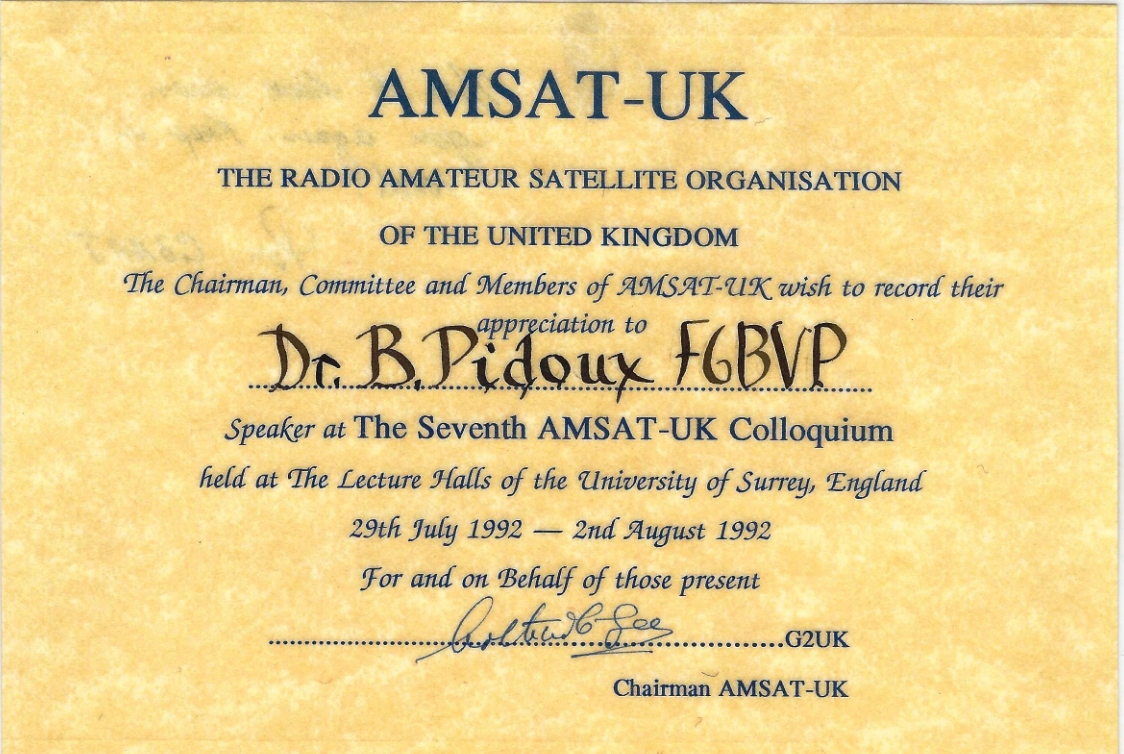 AMSAT-UK
THE RADIO AMATEUR SATELLITE ORGANISATION
OF THE UNITED KINGDOM
The Chairman, Committee and Members of AMSAT-UK wish to record their
appreciation to
Dr. B. Pidoux F6BVP
Speaker at The Seventh AMSAT-UK Colloquium
held at The Lecture Halls of the University of Surrey, England
29th July 1992 — 2nd August 1992
For and on Behalf of those present
G2UK
Chairman AMSAT-UK